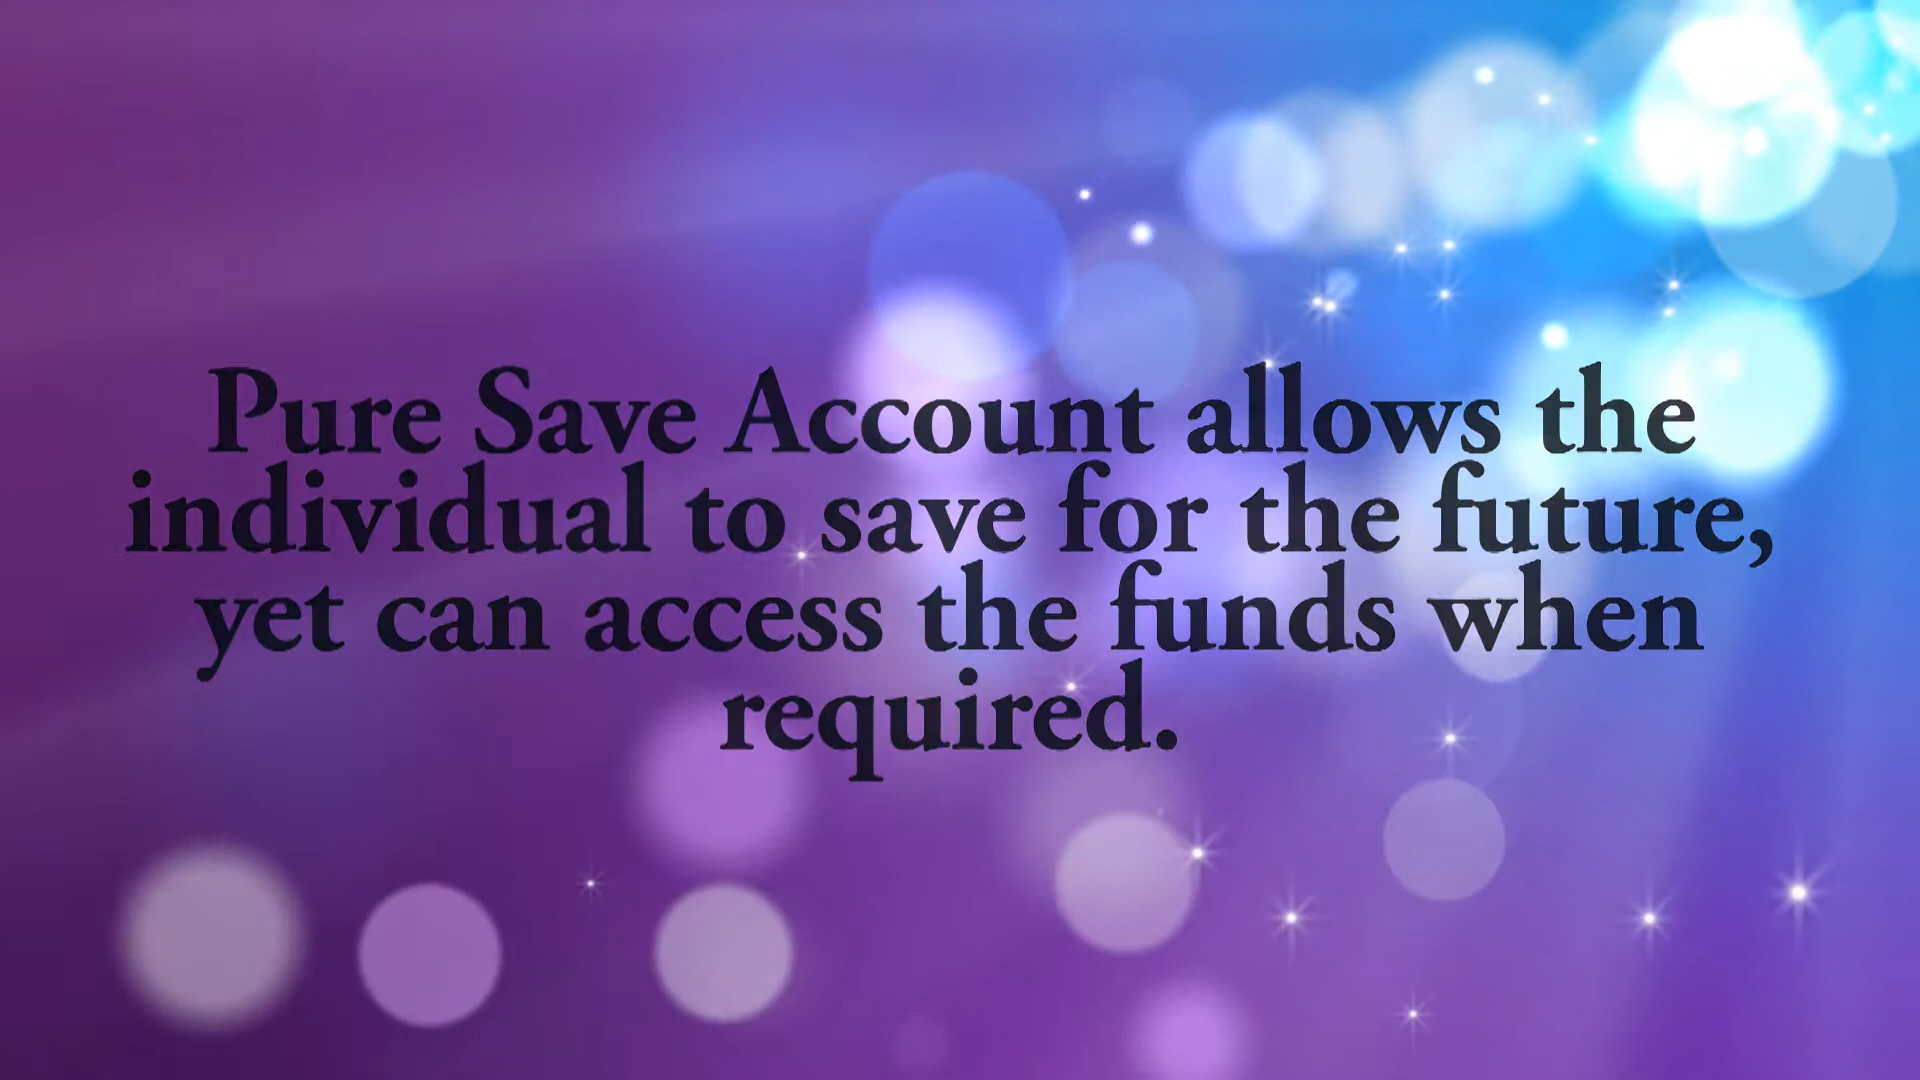 Pure Save Account allows the
individual to save for the future,
yet can access the funds when
required.